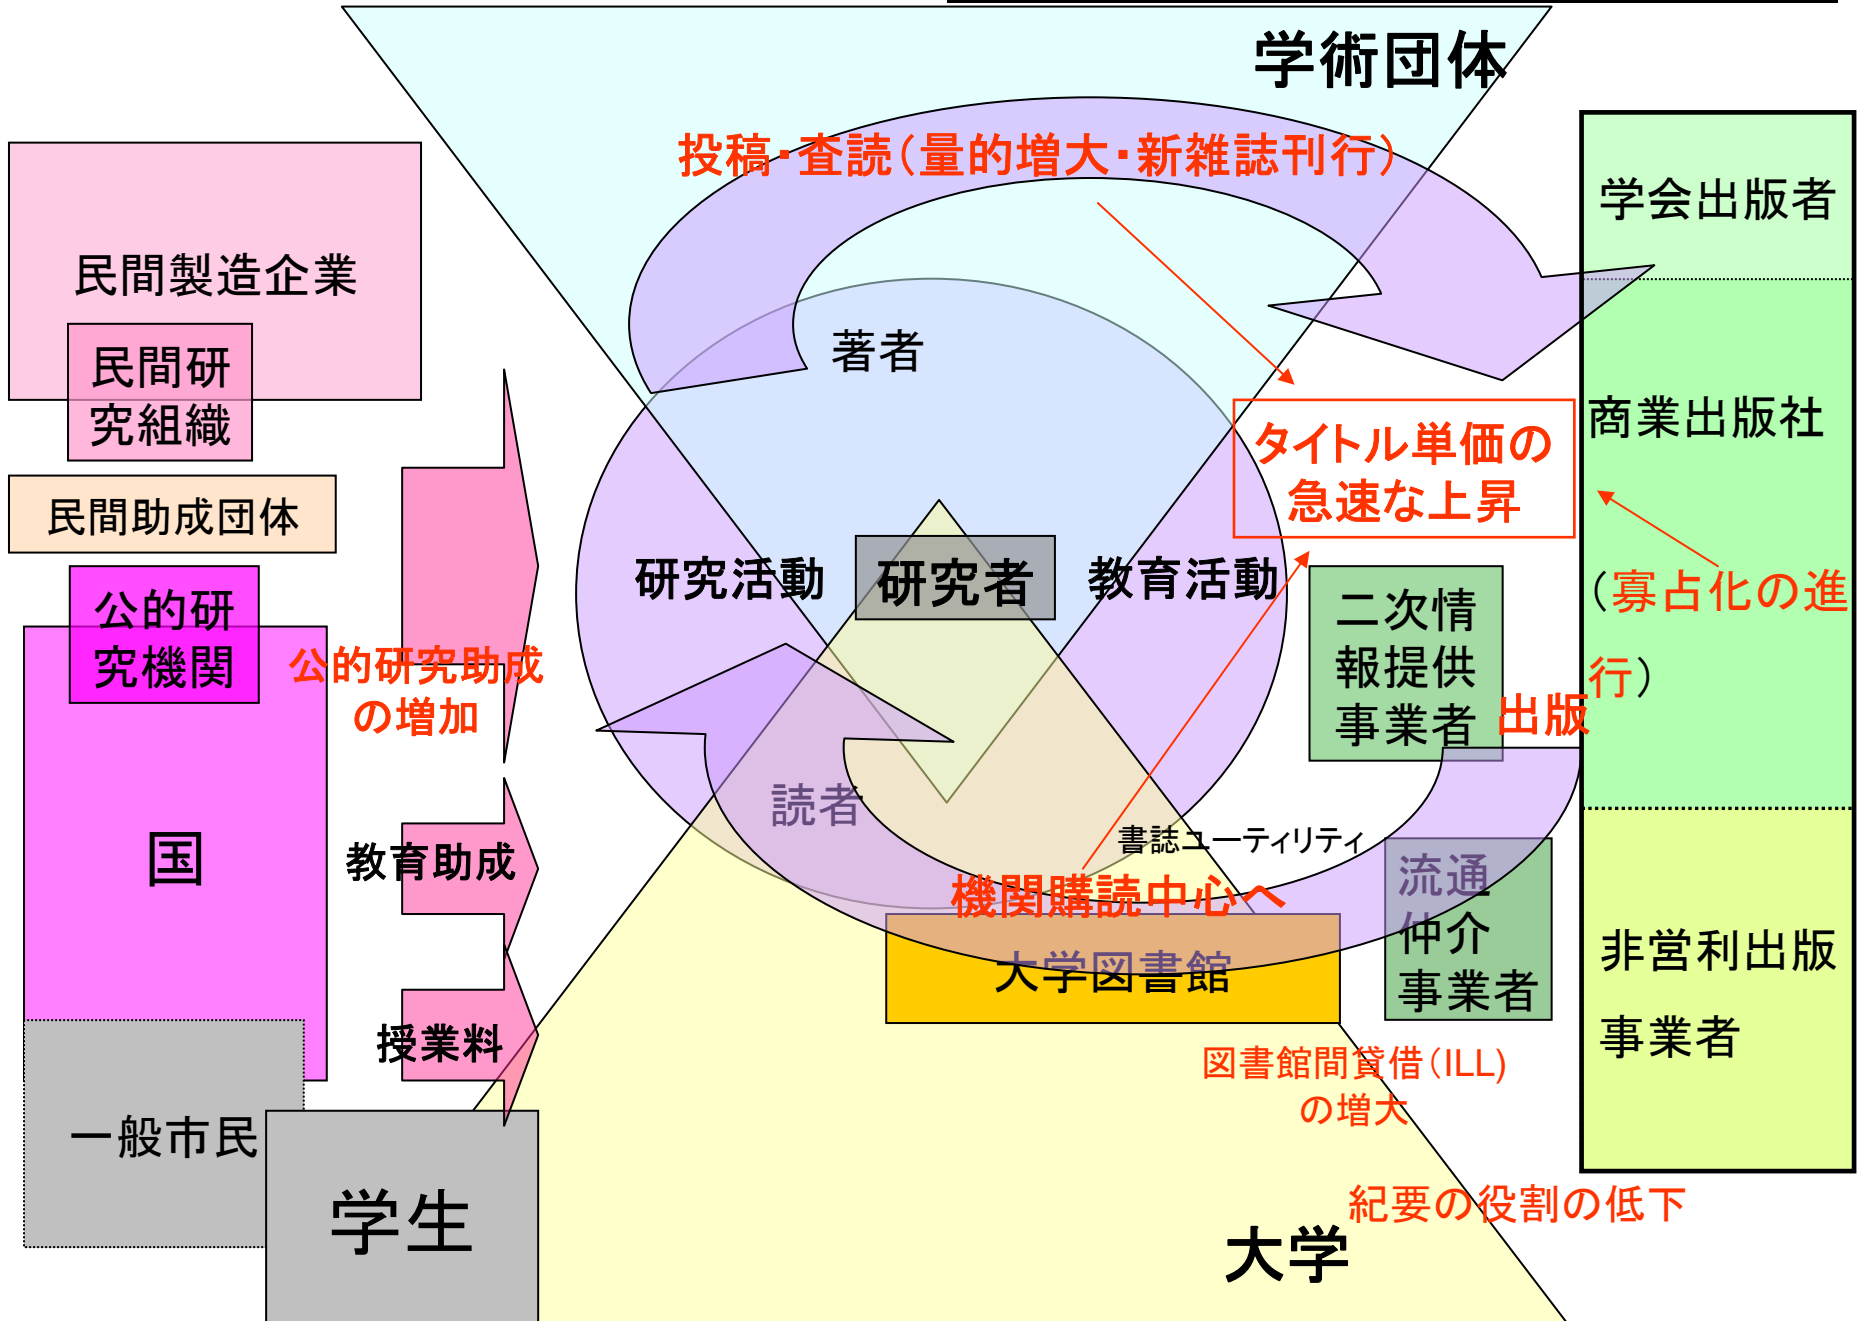 学術団体
投稿・査読（量的増大・新雑誌刊行）
学会出版者
民間製造企業
著者
民間研
究組織
商業出版社
タイトル単価の
急速な上昇
民間助成団体
研究活動
研究者
教育活動
（寡占化の進
行）
公的研
究機関
二次情
報提供
事業者
公的研究助成
の増加
出版
読者
書誌ユーティリティ
国
教育助成
機関購読中心へ
流通
仲介
事業者
大学図書館
非営利出版
事業者
授業料
図書館間貸借（ILL)
の増大
一般市民
学生
紀要の役割の低下
大学